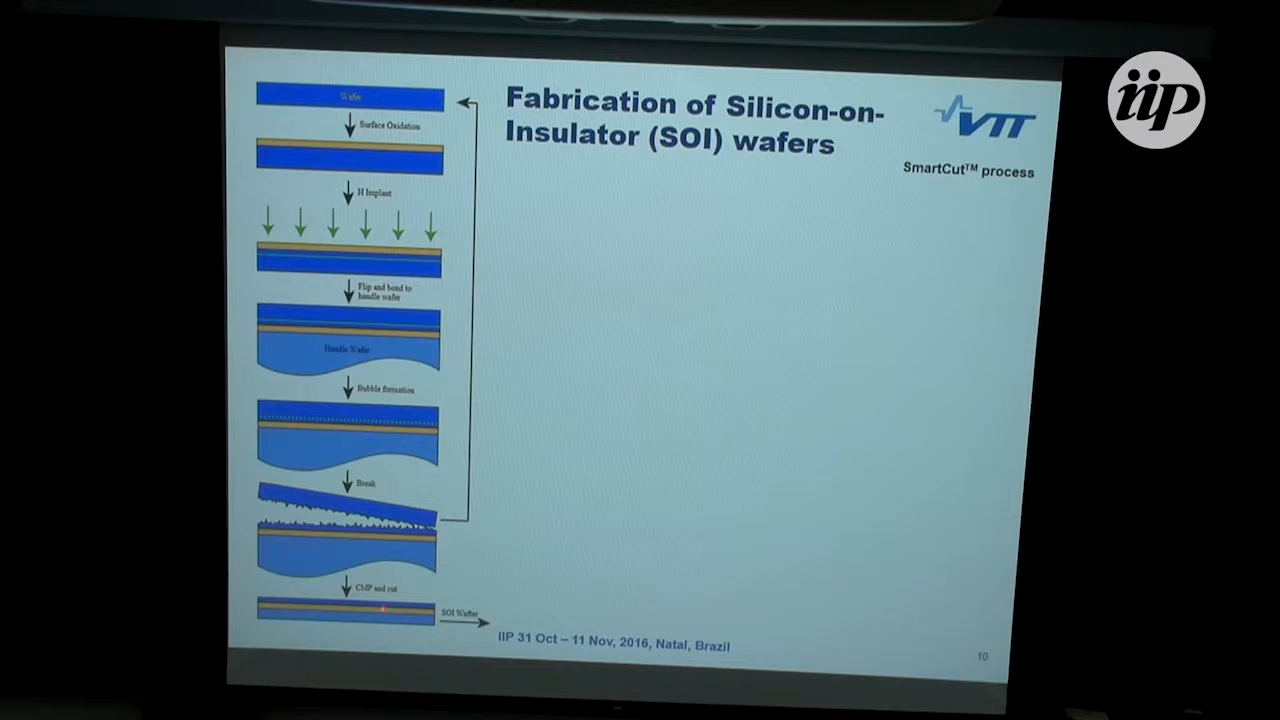 Fabrication of Silicon-on-
Insulator (SOI) wafers
VTT
iip
SmartCut™ process
Wafer
Surface Oxidation
H Implant
Flip and bond to
handle wafer
Handle Wafer
Bubble formation
Break
CMP and cut
SOI Wafter
IIP 31 Oct – 11 Nov, 2016, Natal, Brazil
10